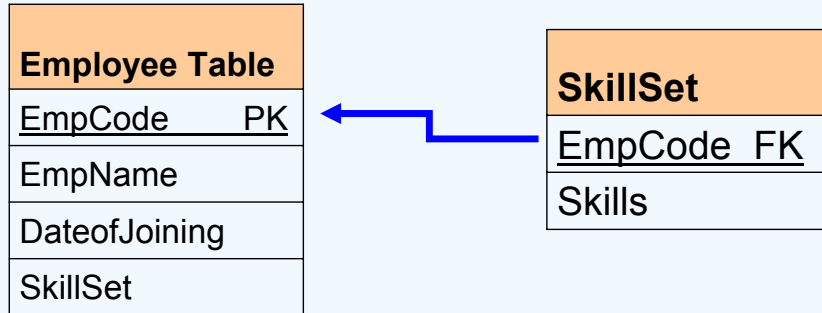 Employee Table
EmpCode PK
EmpName
DateofJoining
SkillSet
SkillSet
EmpCode FK
Skills